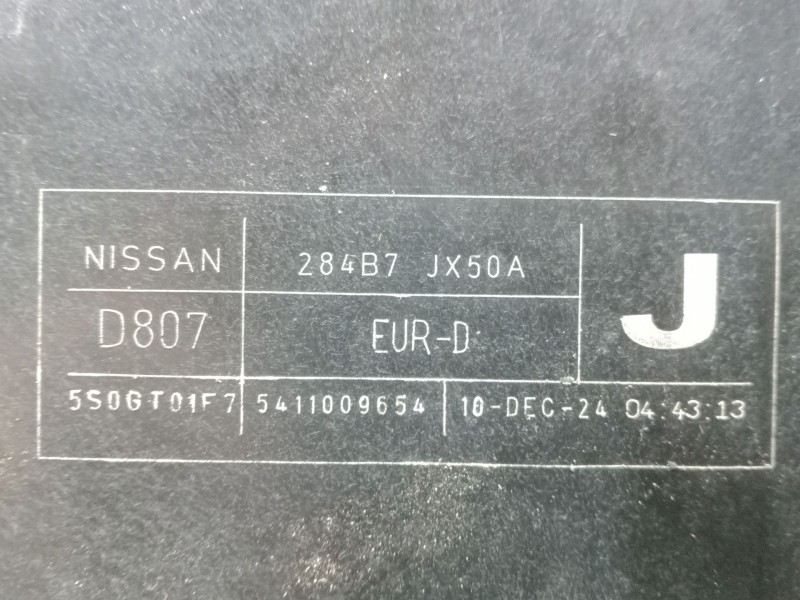 NISSAN 284B7 JX50A J
D807 EUR-D
5S0GT01F7 5411009654 10-DEC-24 04:43:13